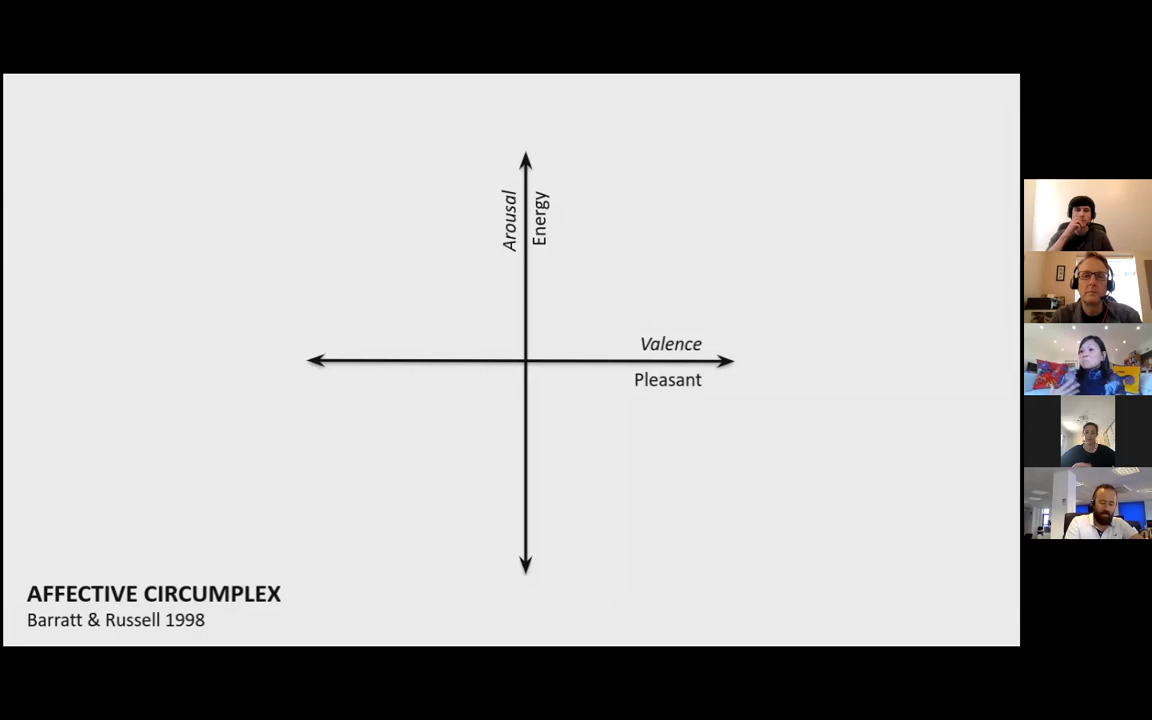 Arousal
Energy
Valence
Pleasant
AFFECTIVE CIRCUMPLEX
Barratt & Russell 1998